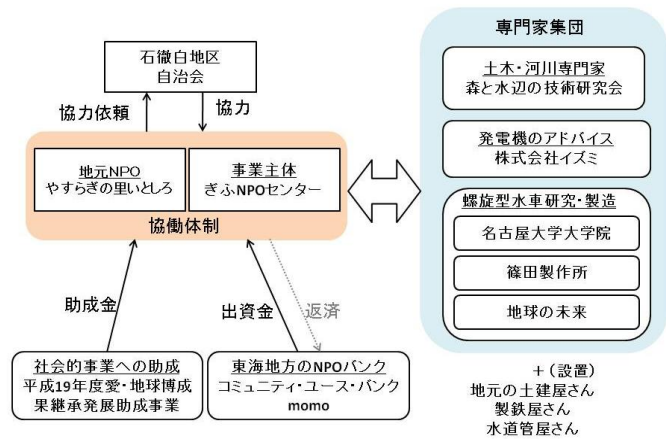 石徹白地区
自治会
協力依頼
協力
地元NPO
やすらぎの里いとしろ
事業主体
ぎふNPOセンター
協働体制
助成金
出資金
返済
社会的事業への助成
平成19年度愛・地球博成
果継承発展助成事業
東海地方のNPOバンク
コミュニティ・ユース・バンク
momo
専門家集団
土木・河川専門家
森と水辺の技術研究会
発電機のアドバイス
株式会社イズミ
螺旋型水車研究・製造
名古屋大学大学院
篠田製作所
地球の未来
+(設置)
地元の土建屋さん
製鉄屋さん
水道管屋さん